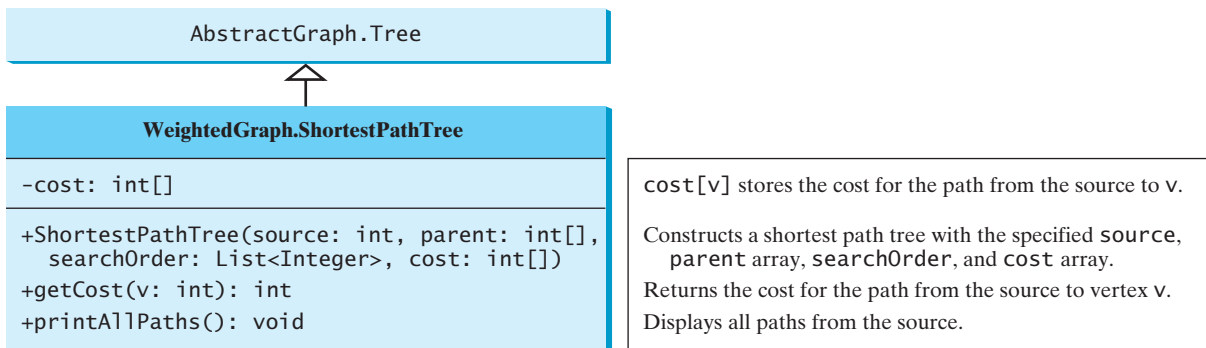 AbstractGraph.Tree
WeightedGraph.ShortestPathTree
-cost: int[]
cost[v] stores the cost for the path from the source to v.
+ShortestPathTree(source: int, parent: int[],
searchOrder: List<Integer>, cost: int[])
Constructs a shortest path tree with the specified source,
parent array, searchOrder, and cost array.
+getCost(v: int): int
Returns the cost for the path from the source to vertex v.
+printAllPaths(): void
Displays all paths from the source.